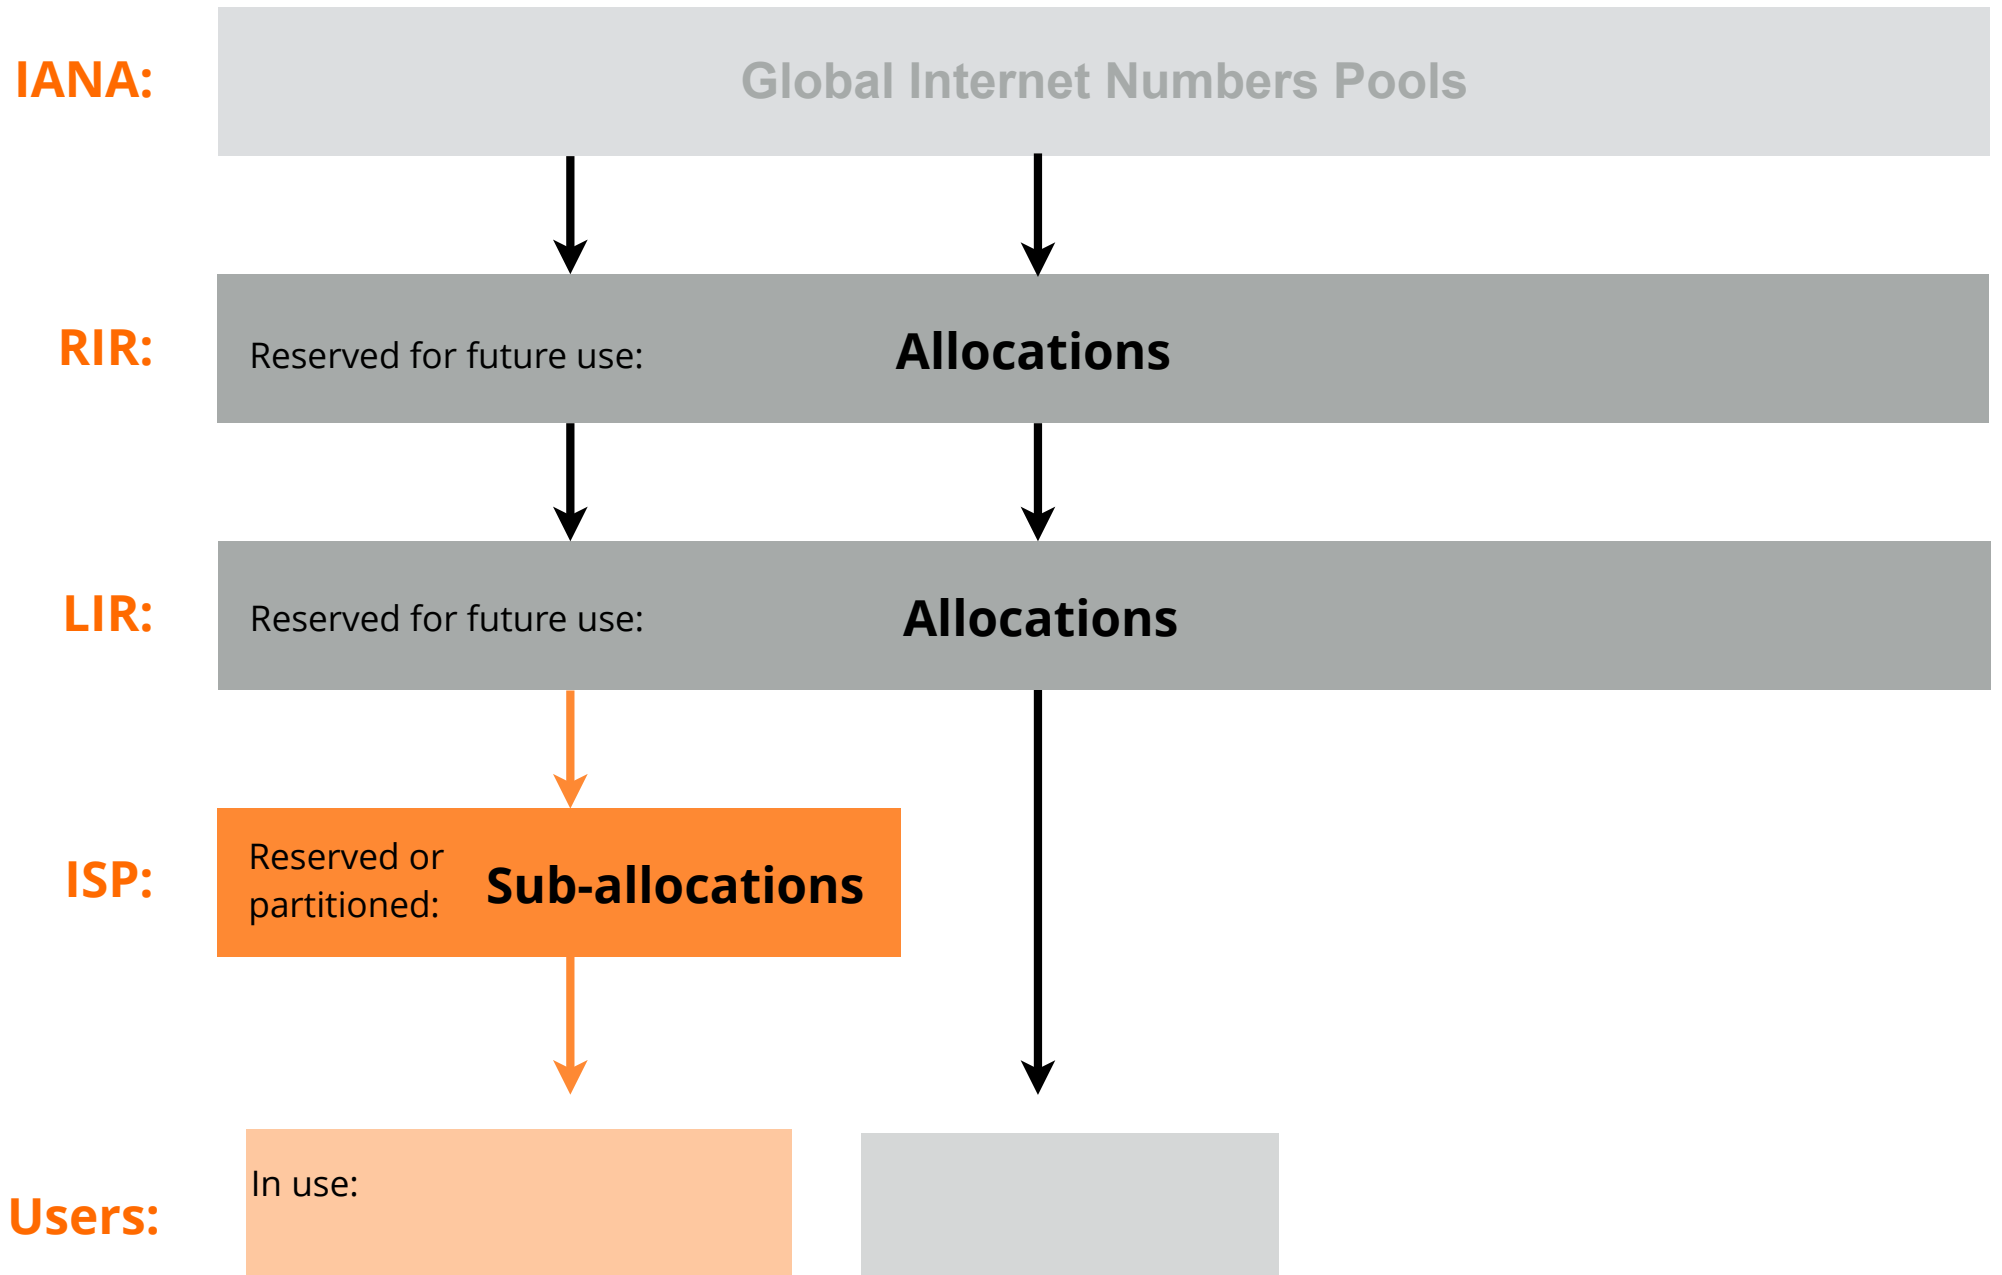 IANA:
Global Internet Numbers Pools
RIR:
Reserved for future use:
Allocations
LIR:
Reserved for future use:
Allocations
ISP:
Reserved or
partitioned:
Sub-allocations
Users:
In use: